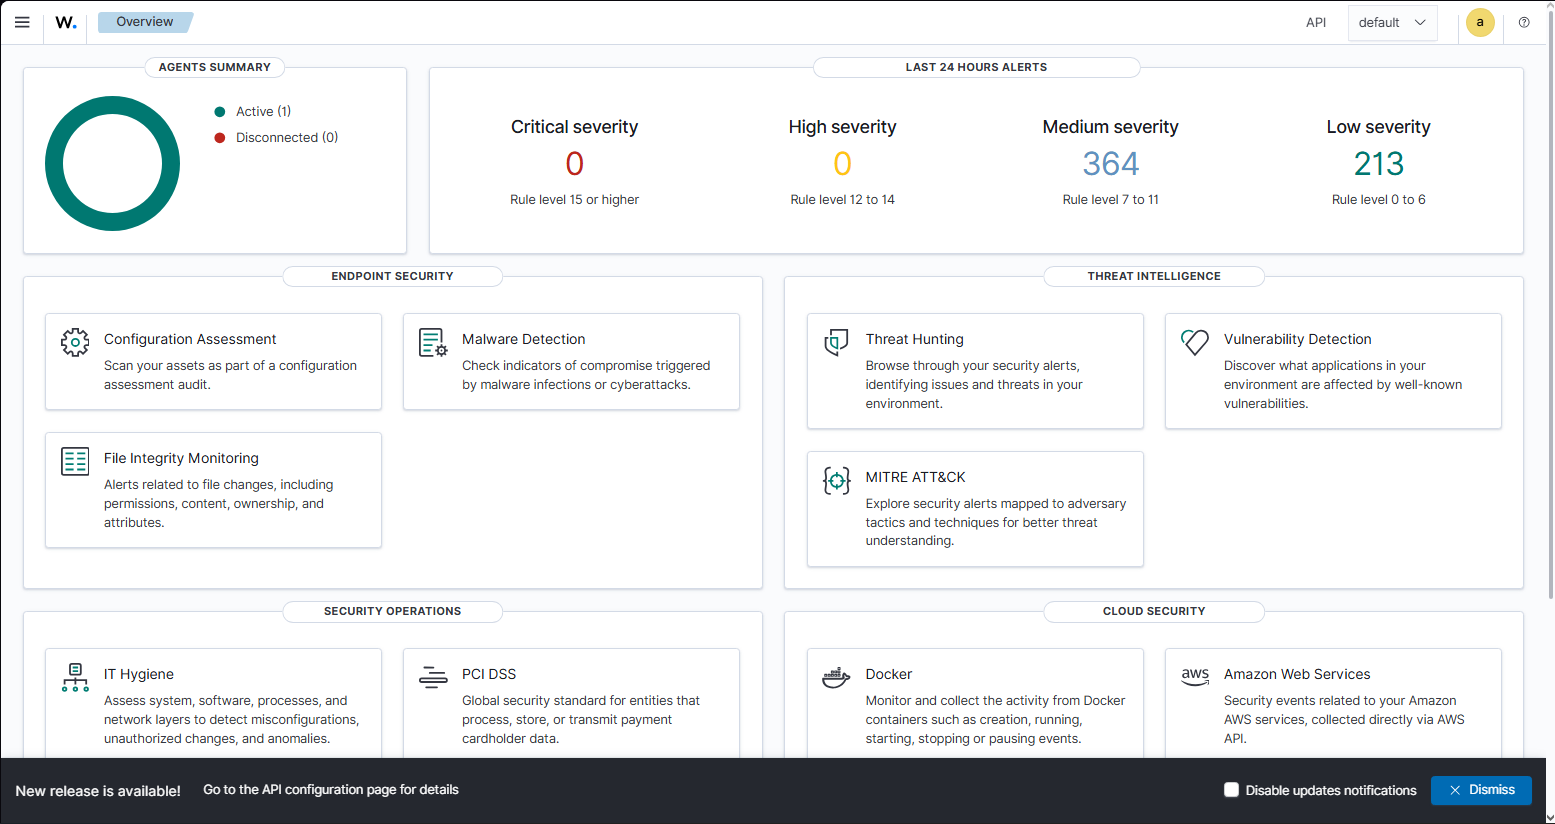 W.
Overview
API
default
a
AGENTS SUMMARY
Active (1)
Disconnected (0)
LAST 24 HOURS ALERTS
Critical severity
0
Rule level 15 or higher
High severity
0
Rule level 12 to 14
Medium severity
364
Rule level 7 to 11
Low severity
213
Rule level 0 to 6
ENDPOINT SECURITY
Configuration Assessment
Scan your assets as part of a configuration
assessment audit.
Malware Detection
Check indicators of compromise triggered
by malware infections or cyberattacks.
File Integrity Monitoring
Alerts related to file changes, including
permissions, content, ownership, and
attributes.
THREAT INTELLIGENCE
Threat Hunting
Browse through your security alerts,
identifying issues and threats in your
environment.
Vulnerability Detection
Discover what applications in your
environment are affected by well-known
vulnerabilities.
MITRE ATT&CK
Explore security alerts mapped to adversary
tactics and techniques for better threat
understanding.
SECURITY OPERATIONS
IT Hygiene
Assess system, software, processes, and
network layers to detect misconfigurations,
unauthorized changes, and anomalies.
PCI DSS
Global security standard for entities that
process, store, or transmit payment
cardholder data.
CLOUD SECURITY
Docker
Monitor and collect the activity from Docker
containers such as creation, running,
starting, stopping or pausing events.
aws
Amazon Web Services
Security events related to your Amazon
AWS services, collected directly via AWS
API.
New release is available!
Go to the API configuration page for details
Disable updates notifications
Dismiss